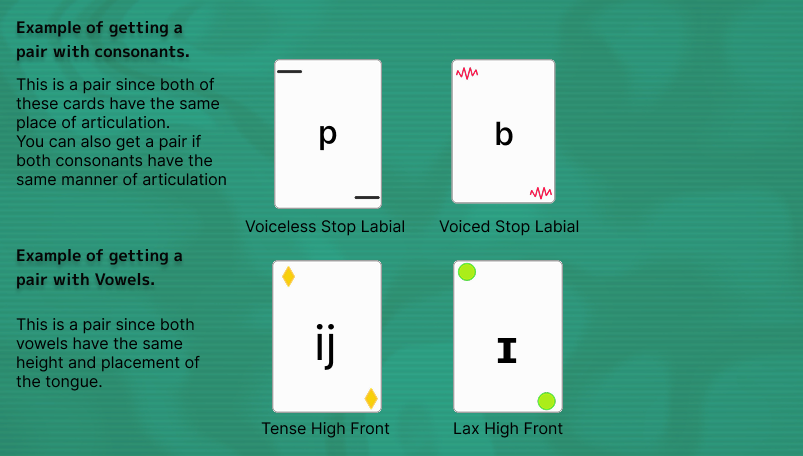 Example of getting a
pair with consonants.
This is a pair since both of
these cards have the same
place of articulation.
You can also get a pair if
both consonants have the
same manner of articulation
p
b
Voiceless Stop Labial
Voiced Stop Labial
Example of getting a
pair with Vowels.
This is a pair since both
vowels have the same
height and placement of
the tongue.
ij
ɪ
Tense High Front
Lax High Front